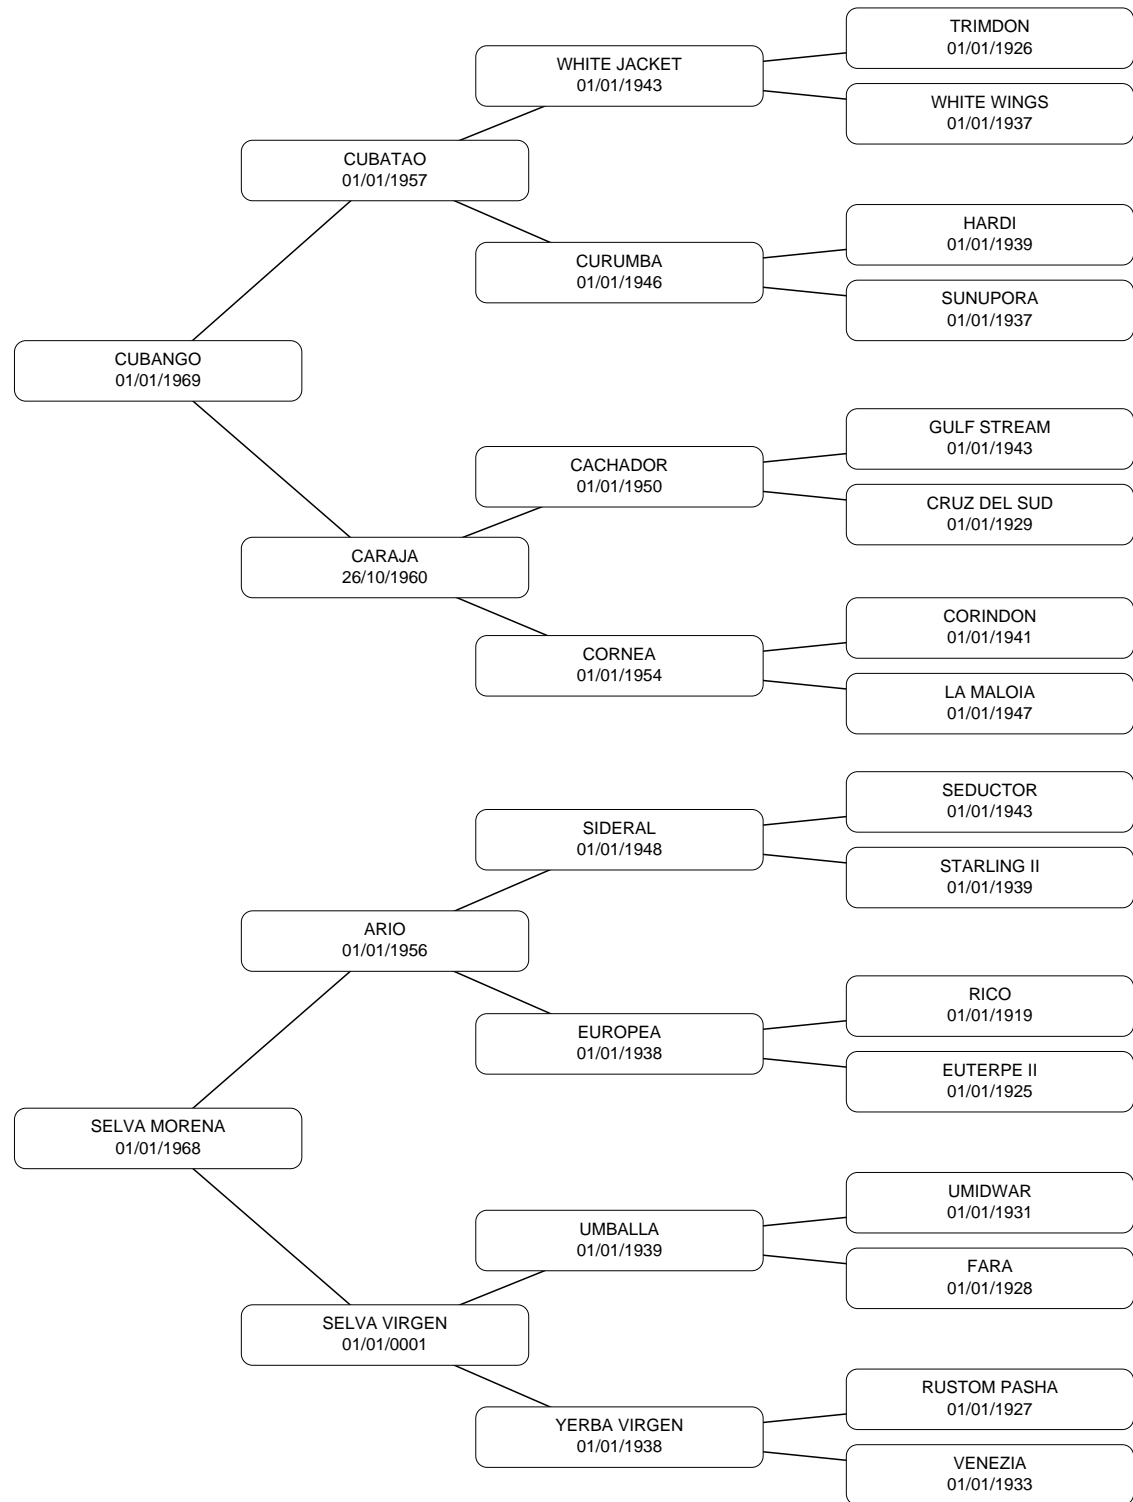 TRIMDON
01/01/1926
WHITE JACKET
01/01/1943
WHITE WINGS
01/01/1937
CUBATAO
01/01/1957
HARDI
01/01/1939
CURUMBA
01/01/1946
SUNUPORA
01/01/1937
CUBANGO
01/01/1969
GULF STREAM
01/01/1943
CACHADOR
01/01/1950
CRUZ DEL SUD
01/01/1929
CARAJA
26/10/1960
CORINDON
01/01/1941
CORNEA
01/01/1954
LA MALOIA
01/01/1947
SEDUCTOR
01/01/1943
SIDERAL
01/01/1948
STARLING II
01/01/1939
ARIO
01/01/1956
RICO
01/01/1919
EUROPEA
01/01/1938
EUTERPE II
01/01/1925
SELVA MORENA
01/01/1968
UMIDWAR
01/01/1931
UMBALLA
01/01/1939
FARA
01/01/1928
SELVA VIRGEN
01/01/0001
RUSTOM PASHA
01/01/1927
YERBA VIRGEN
01/01/1938
VENEZIA
01/01/1933